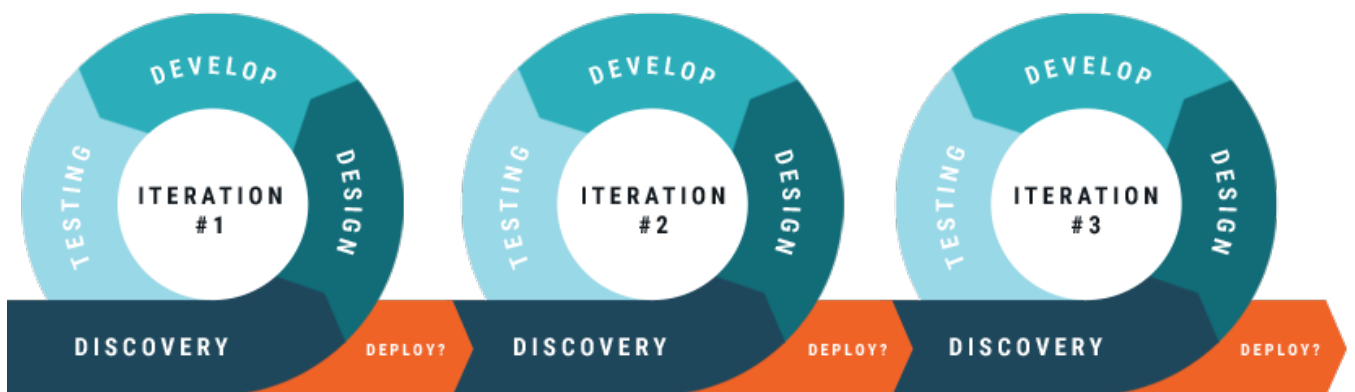 DEVELOP
DESIGN
TESTING
ITERATION
#1
DISCOVERY
DEPLOY?
DEVELOP
DESIGN
TESTING
ITERATION
#2
DISCOVERY
DEPLOY?
DEVELOP
DESIGN
TESTING
ITERATION
#3
DISCOVERY
DEPLOY?